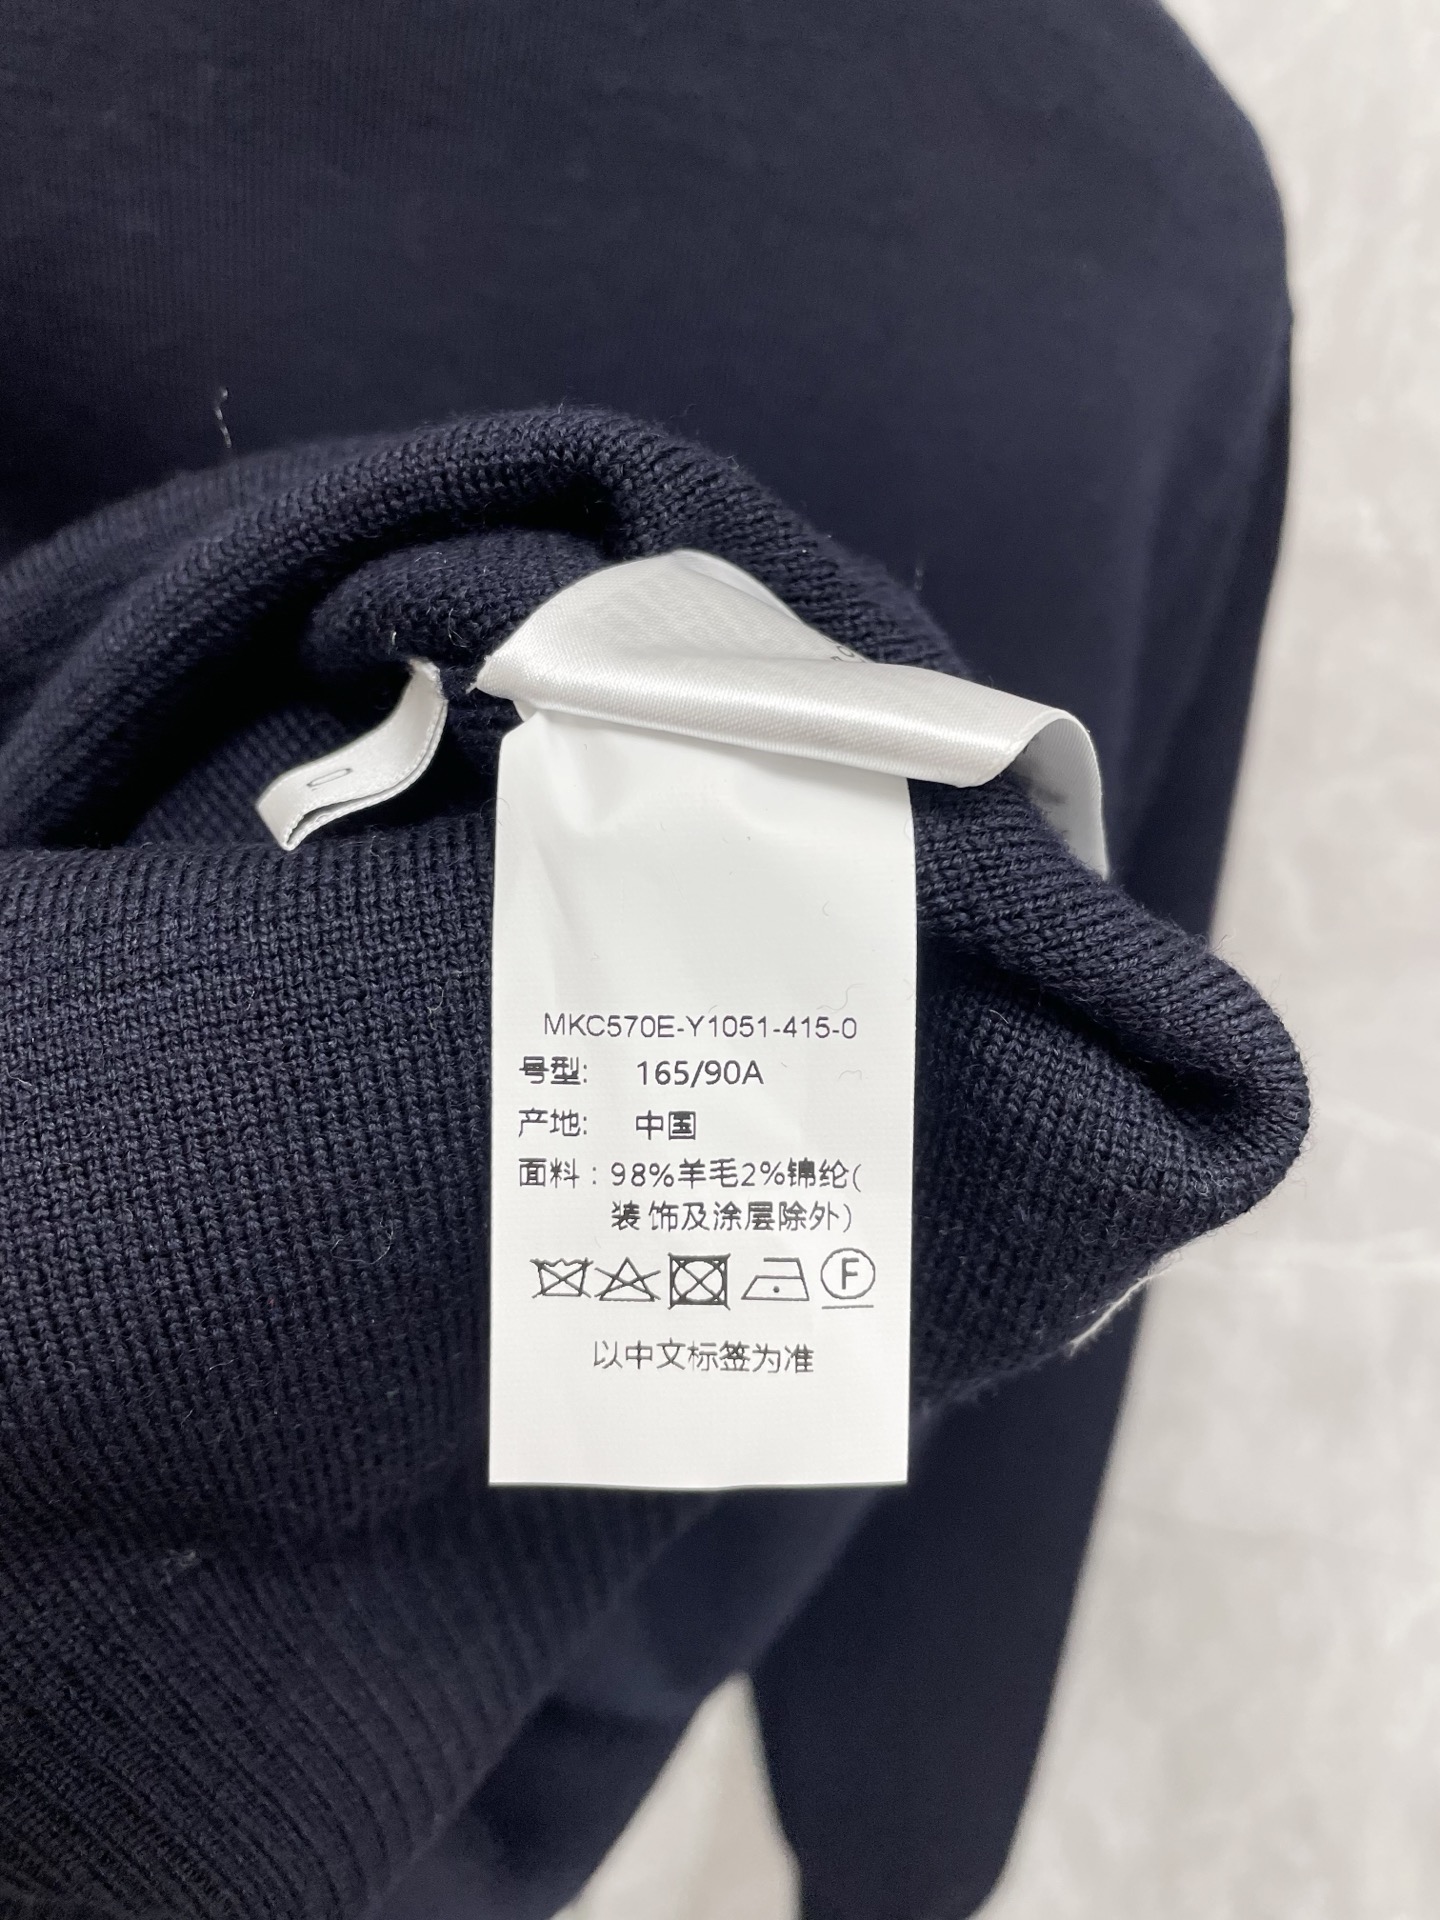 MKC570E-Y1051-415-0
号型: 165/90A
产地: 中国
面料：98%羊毛2%锦纶(
装饰及涂层除外)
F
以中文标签为准
0